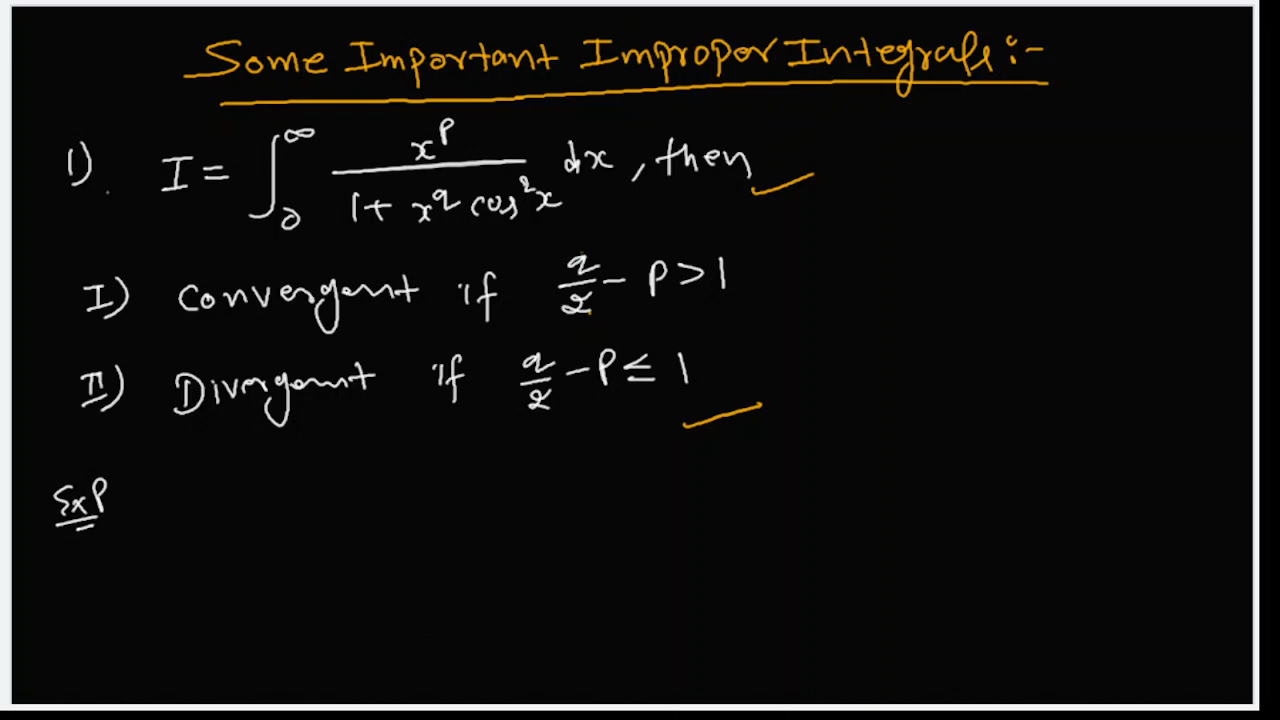 Some Important Impropor Integrals :-
1) I = ∫₀^∞ x^p / (1 + x^q cos²x) dx, then
I) Convergent if q/2 - p > 1
II) Divergent if q/2 - p ≤ 1
Exp